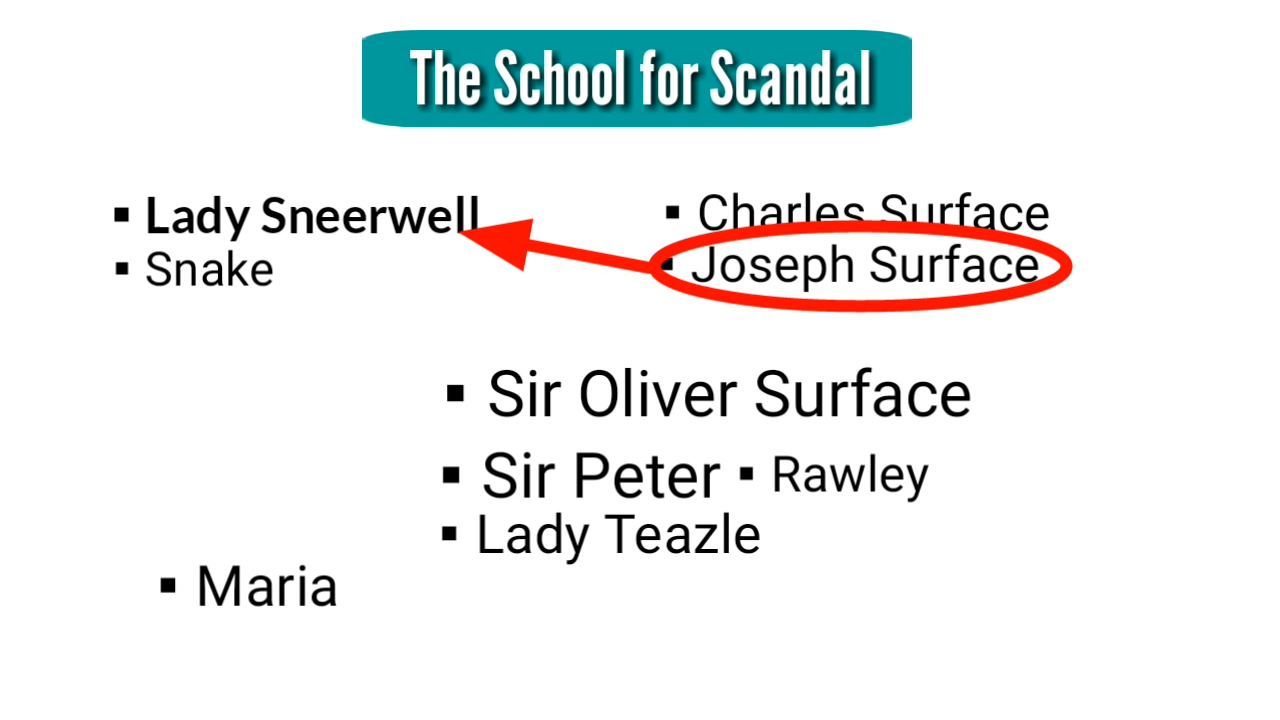 The School for Scandal
▪ Lady Sneerwell
▪ Snake
▪ Charles Surface
▪ Joseph Surface
▪ Sir Oliver Surface
▪ Sir Peter ▪ Rawley
▪ Lady Teazle
▪ Maria